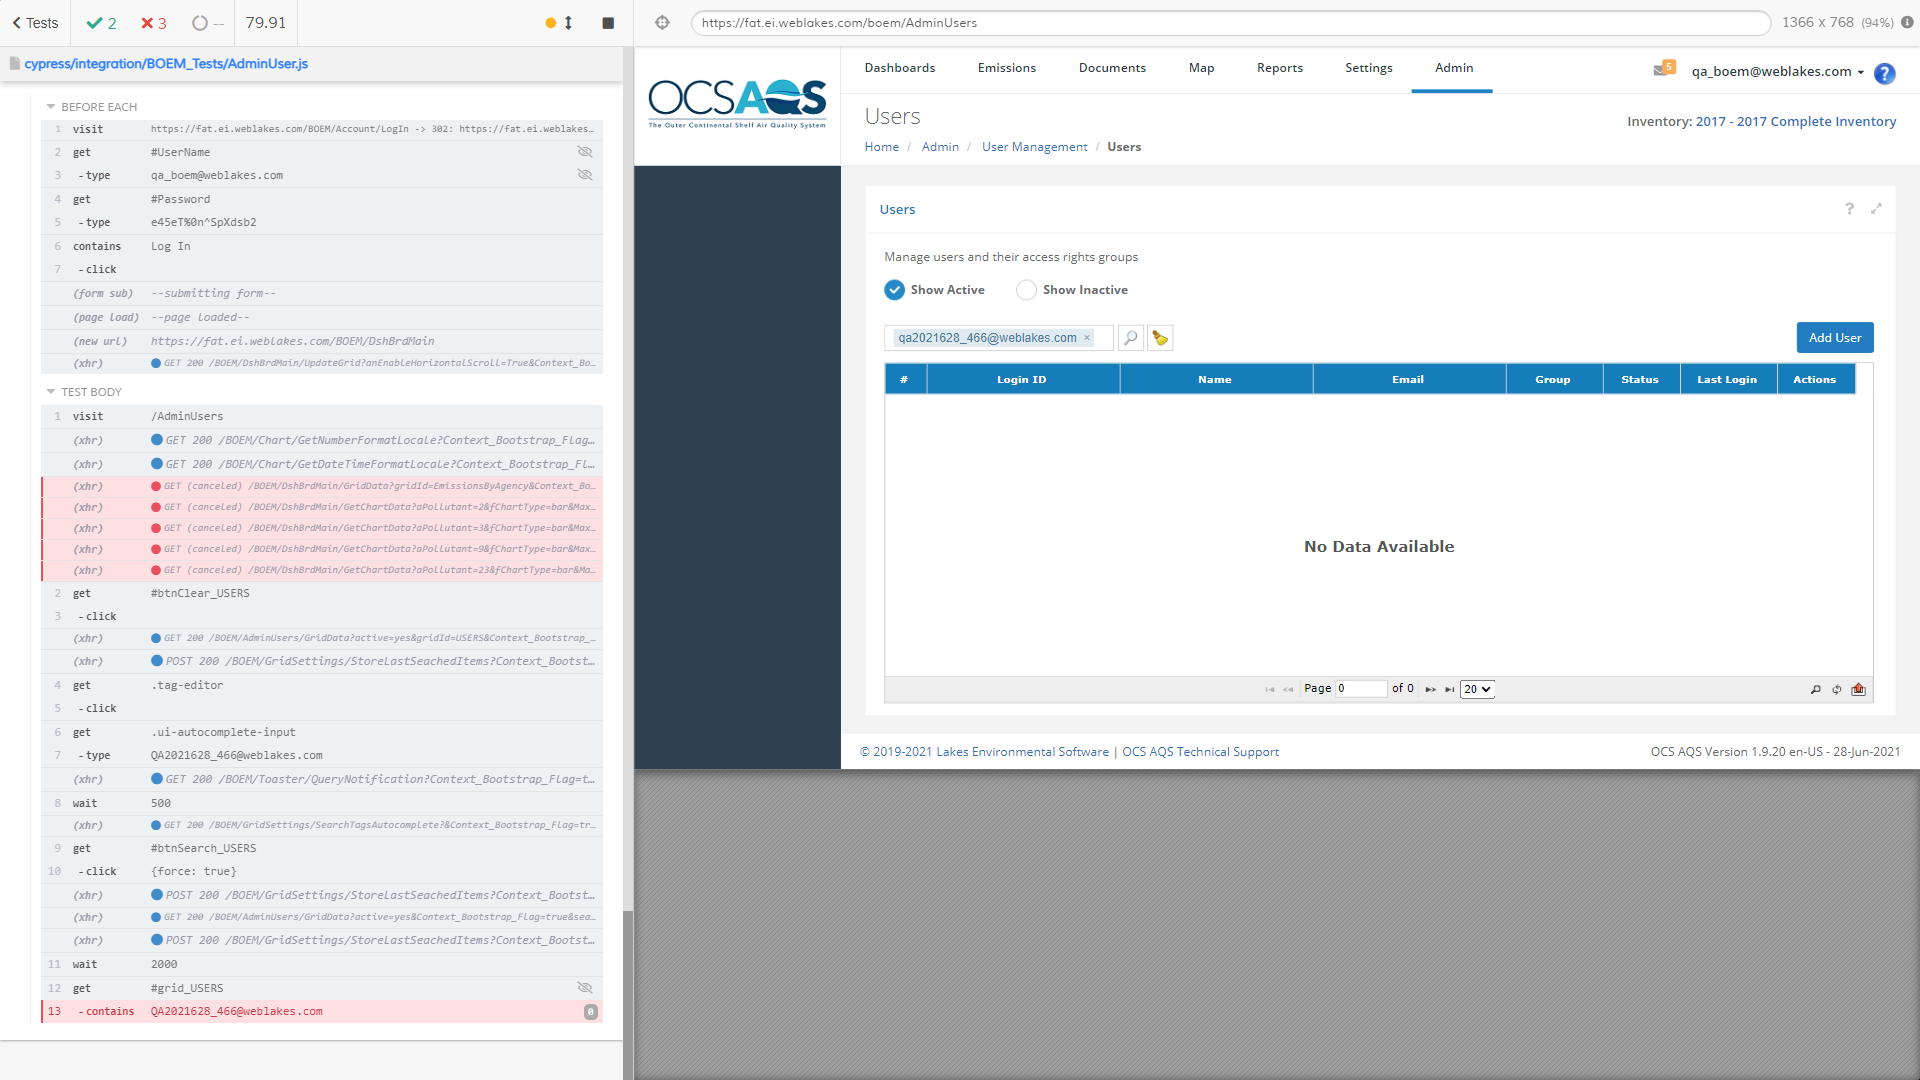 Tests
2
3
--
79.91
cypress/integration/BOEM_Tests/AdminUser.js
BEFORE EACH
1 visit https://fat.ei.weblakes.com/BOEM/Account/LogIn -> 302: https://fat.ei.weblakes…
2 get #UserName
3 -type qa_boem@weblakes.com
4 get #Password
5 -type e45eT%0n^SpXdsb2
6 contains Log In
7 -click
(form sub) --submitting form--
(page load) --page loaded--
(new url) https://fat.ei.weblakes.com/BOEM/DshBrdMain
(xhr) GET 200 /BOEM/DshBrdMain/UpdateGrid?anEnableHorizontalScroll=True&Context_Bo…
TEST BODY
1 visit /AdminUsers
(xhr) GET 200 /BOEM/Chart/GetNumberFormatLocale?Context_Bootstrap_Flag…
(xhr) GET 200 /BOEM/Chart/GetDateTimeFormatLocale?Context_Bootstrap_Fl…
(xhr) GET (canceled) /BOEM/DshBrdMain/GridData?gridId=EmissionsByAgency&Context_Bo…
(xhr) GET (canceled) /BOEM/DshBrdMain/GetChartData?aPollutant=2&fChartType=bar&Max…
(xhr) GET (canceled) /BOEM/DshBrdMain/GetChartData?aPollutant=3&fChartType=bar&Max…
(xhr) GET (canceled) /BOEM/DshBrdMain/GetChartData?aPollutant=9&fChartType=bar&Max…
(xhr) GET (canceled) /BOEM/DshBrdMain/GetChartData?aPollutant=23&fChartType=bar&Ma…
2 get #btnClear_USERS
3 -click
(xhr) GET 200 /BOEM/AdminUsers/GridData?active=yes&gridId=USERS&Context_Bootstrap_…
(xhr) POST 200 /BOEM/GridSettings/StoreLastSeachedItems?Context_Bootst…
4 get .tag-editor
5 -click
6 get .ui-autocomplete-input
7 -type QA2021628_466@weblakes.com
(xhr) GET 200 /BOEM/Toaster/QueryNotification?Context_Bootstrap_Flag=t…
8 wait 500
(xhr) GET 200 /BOEM/GridSettings/SearchTagsAutocomplete?&Context_Bootstrap_Flag=tr…
9 get #btnSearch_USERS
10 -click {force: true}
(xhr) POST 200 /BOEM/GridSettings/StoreLastSeachedItems?Context_Bootst…
(xhr) GET 200 /BOEM/AdminUsers/GridData?active=yes&Context_Bootstrap_Flag=true&sea…
(xhr) POST 200 /BOEM/GridSettings/StoreLastSeachedItems?Context_Bootst…
11 wait 2000
12 get #grid_USERS
13 -contains QA2021628_466@weblakes.com 0
https://fat.ei.weblakes.com/boem/AdminUsers
1366 x 768 (94%)
OCSAQS
The Outer Continental Shelf Air Quality System
Dashboards Emissions Documents Map Reports Settings Admin
5
qa_boem@weblakes.com
?
Users
Inventory: 2017 - 2017 Complete Inventory
Home / Admin / User Management / Users
Users
?
Manage users and their access rights groups
Show Active Show Inactive
qa2021628_466@weblakes.com ×
Add User
# Login ID Name Email Group Status Last Login Actions
No Data Available
Page 0 of 0 20
© 2019-2021 Lakes Environmental Software | OCS AQS Technical Support
OCS AQS Version 1.9.20 en-US - 28-Jun-2021